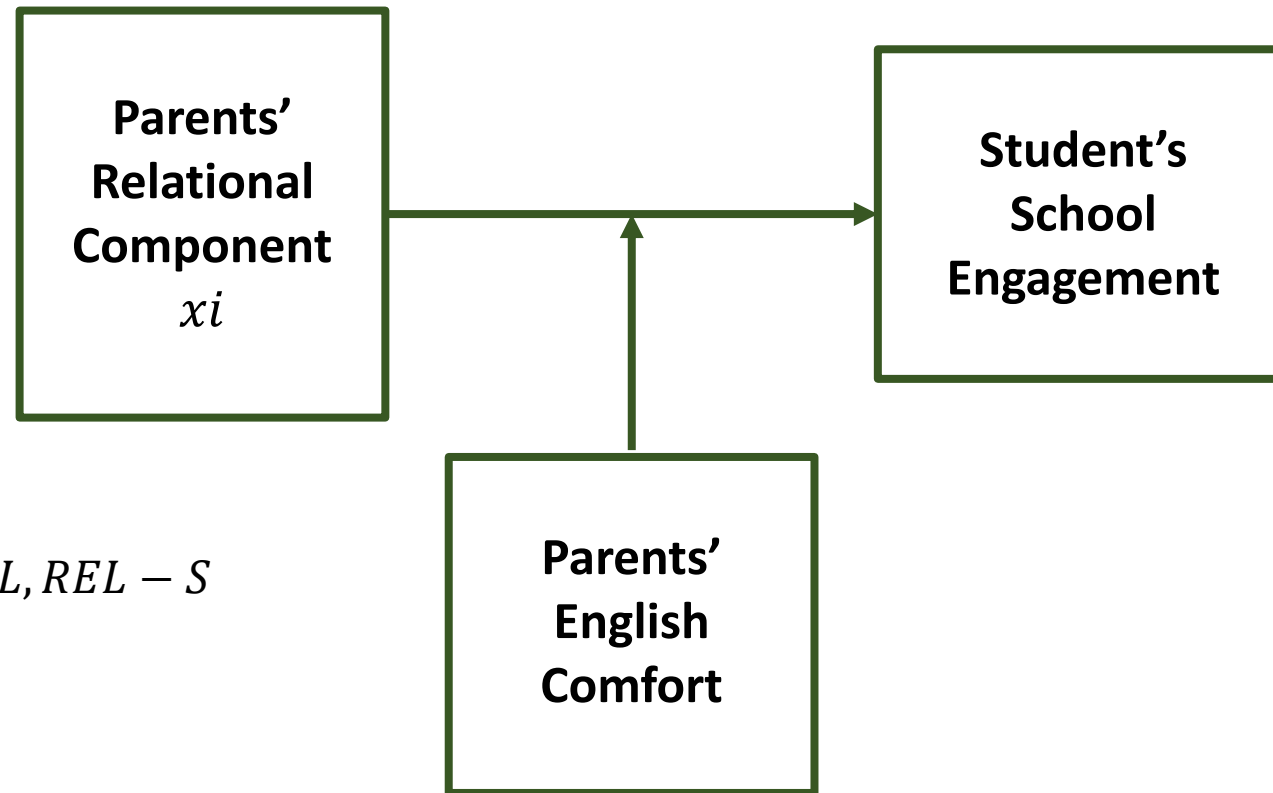 Parents’
Relational
Component
xi
Student’s
School
Engagement
L, REL − S
Parents’
English
Comfort